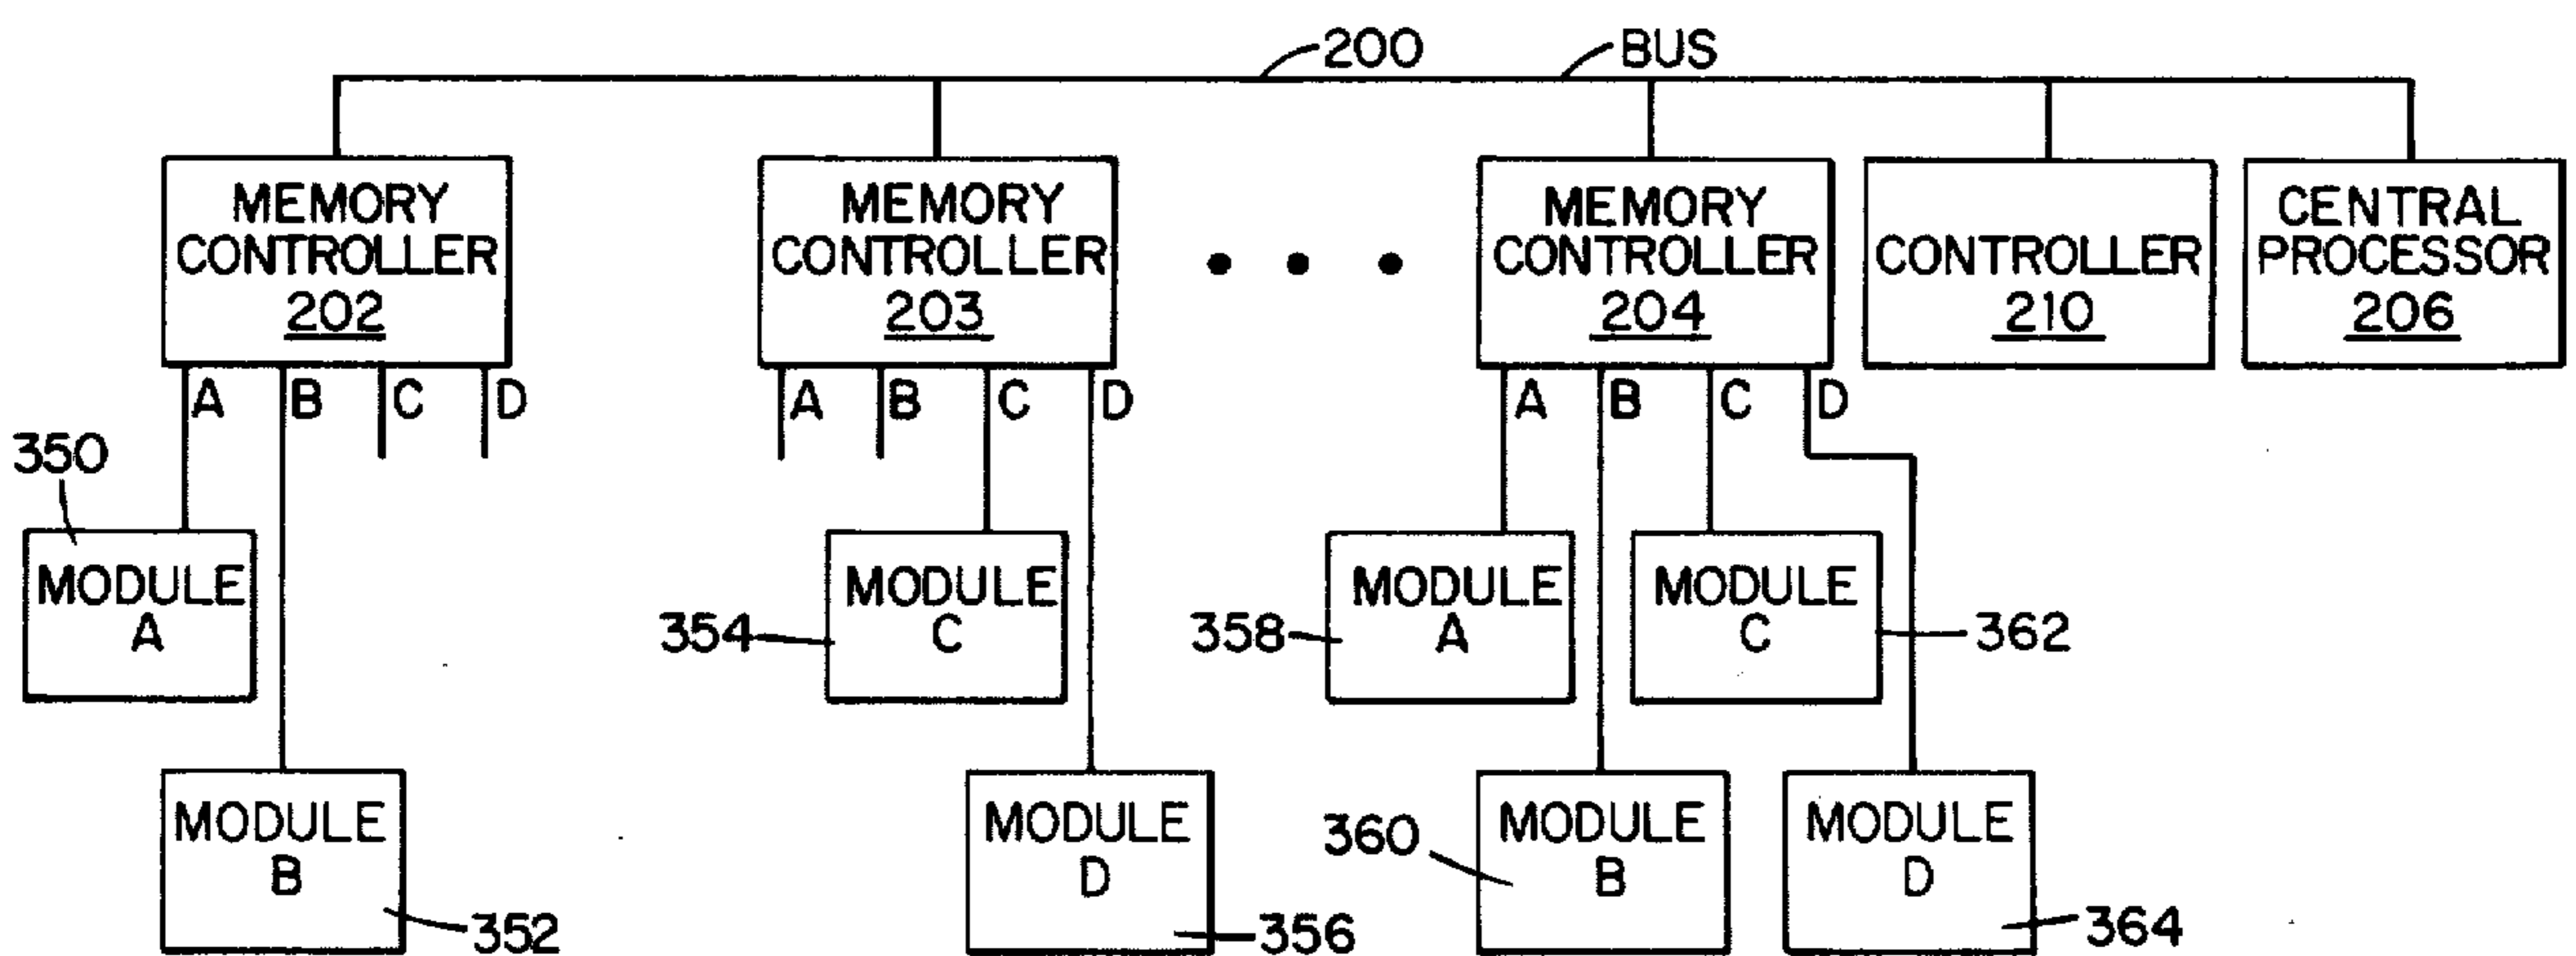 200
BUS
MEMORY
CONTROLLER
202
MEMORY
CONTROLLER
203
MEMORY
CONTROLLER
204
CONTROLLER
210
CENTRAL
PROCESSOR
206
A B C D
A B C D
A B C D
350
MODULE
A
354
MODULE
C
358
MODULE
A
MODULE
C
362
MODULE
B
352
MODULE
D
356
360
MODULE
B
MODULE
D
364